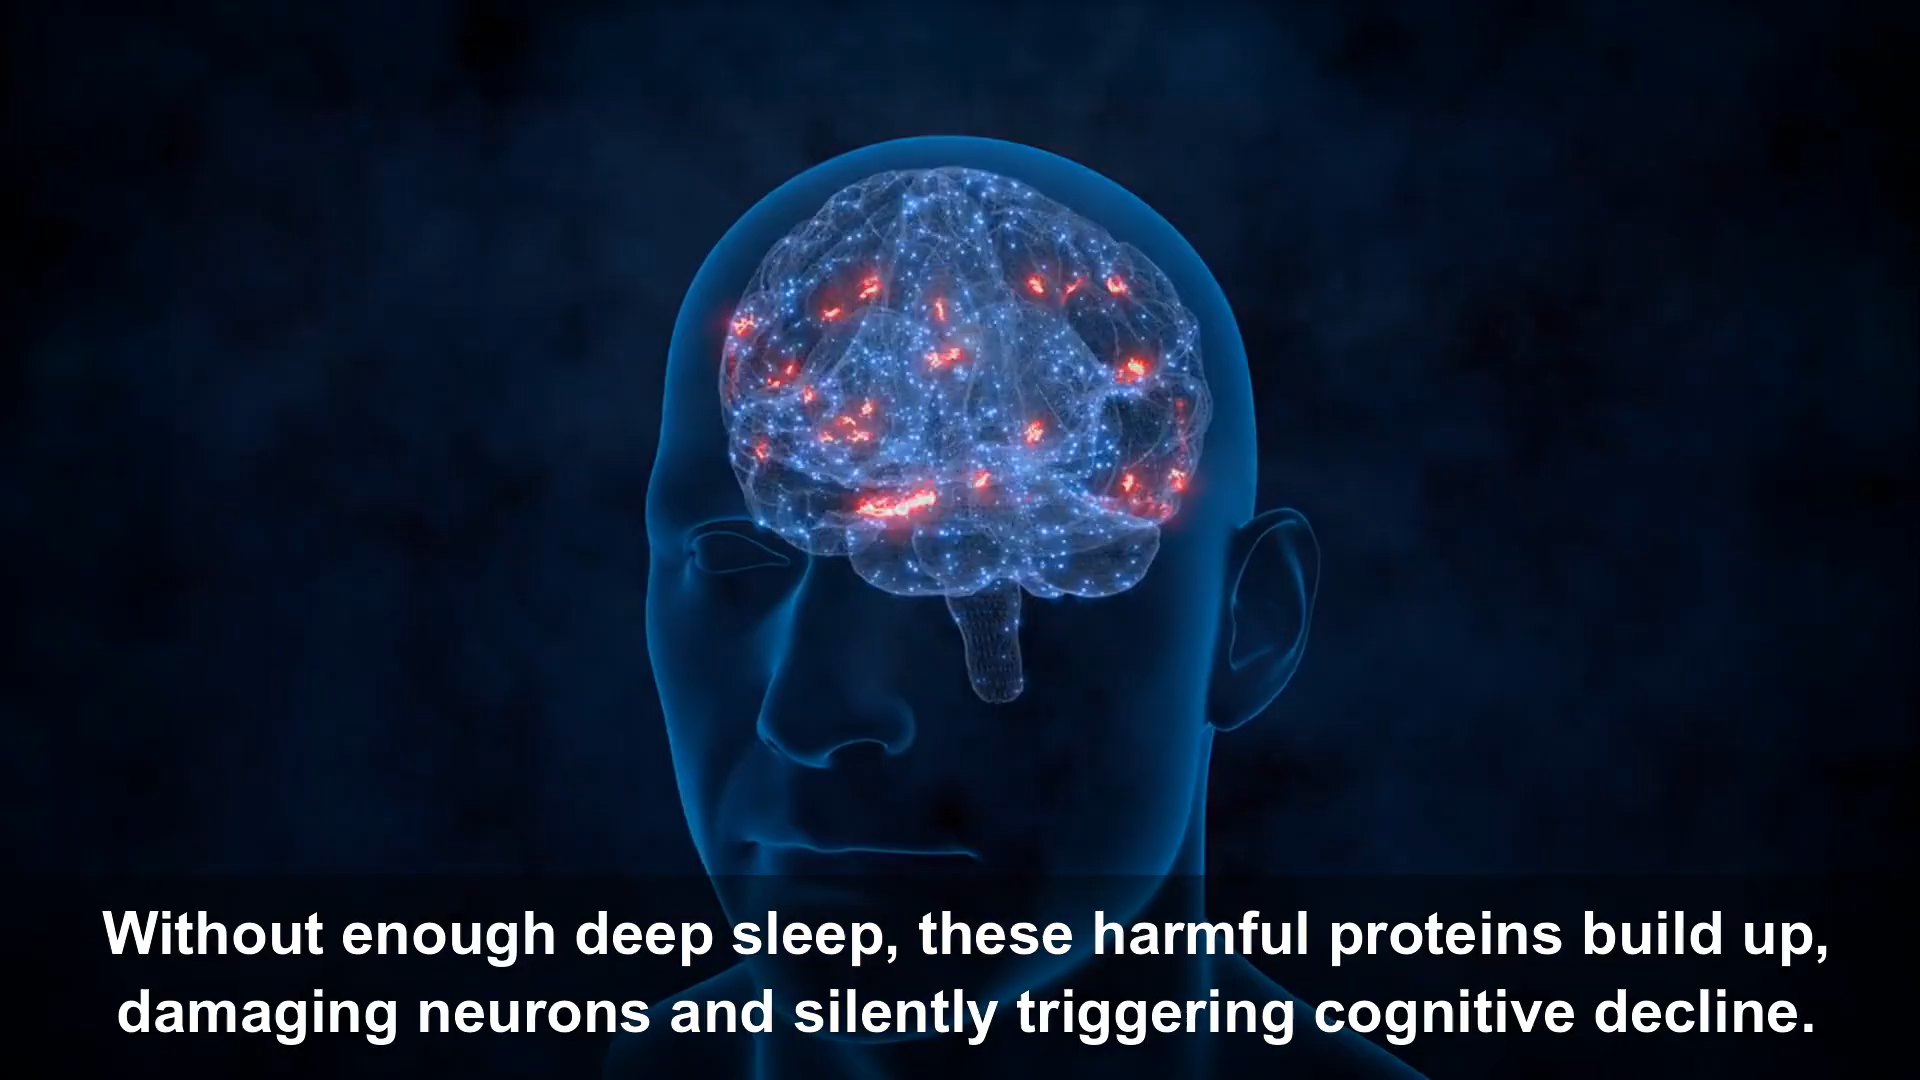 Without enough deep sleep, these harmful proteins build up,
damaging neurons and silently triggering cognitive decline.